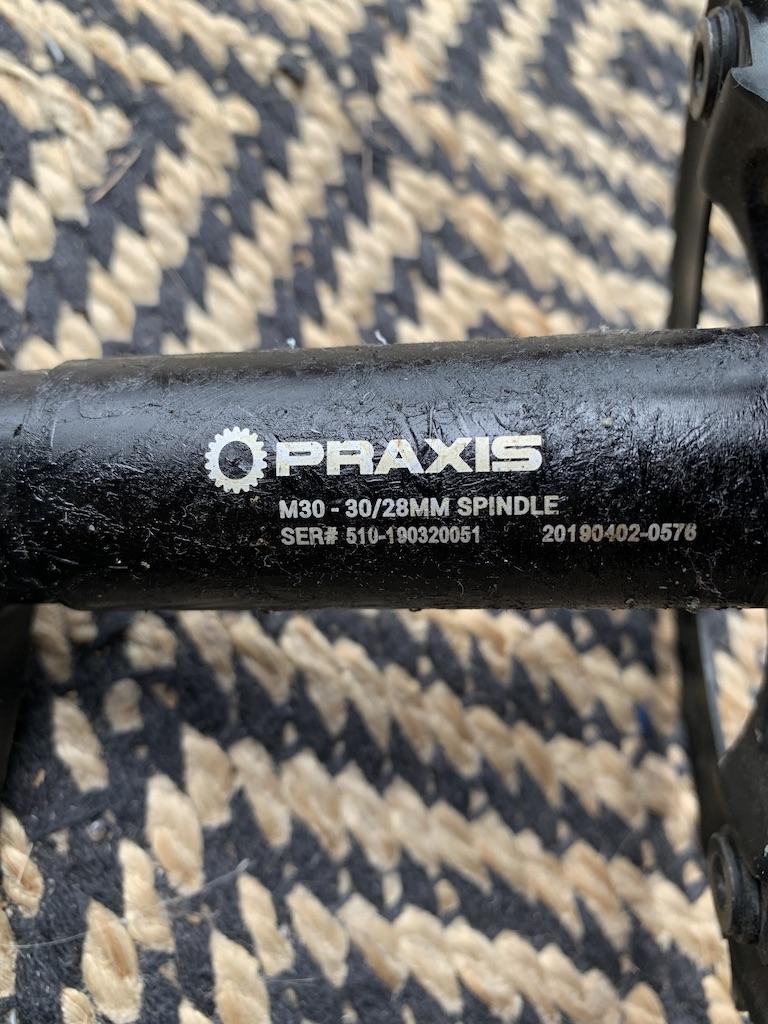 PRAXIS
M30 - 30/28MM SPINDLE
SER# 510-190320051 20190402-0576